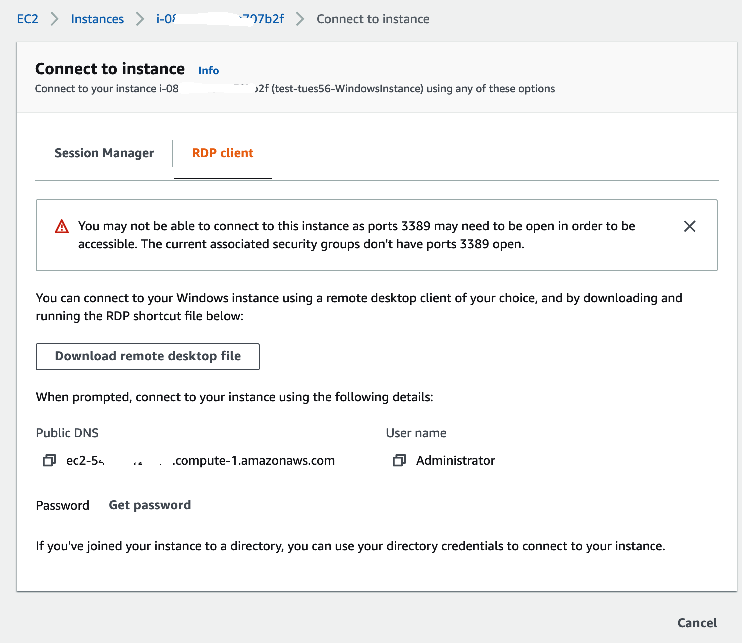 EC2 > Instances > i-08 707b2f > Connect to instance
Connect to instance Info
Connect to your instance i-08 b2f (test-tues56-WindowsInstance) using any of these options
Session Manager RDP client
You may not be able to connect to this instance as ports 3389 may need to be open in order to be
accessible. The current associated security groups don't have ports 3389 open.
You can connect to your Windows instance using a remote desktop client of your choice, and by downloading and
running the RDP shortcut file below:
Download remote desktop file
When prompted, connect to your instance using the following details:
Public DNS User name
ec2-54 .compute-1.amazonaws.com Administrator
Password Get password
If you've joined your instance to a directory, you can use your directory credentials to connect to your instance.
Cancel